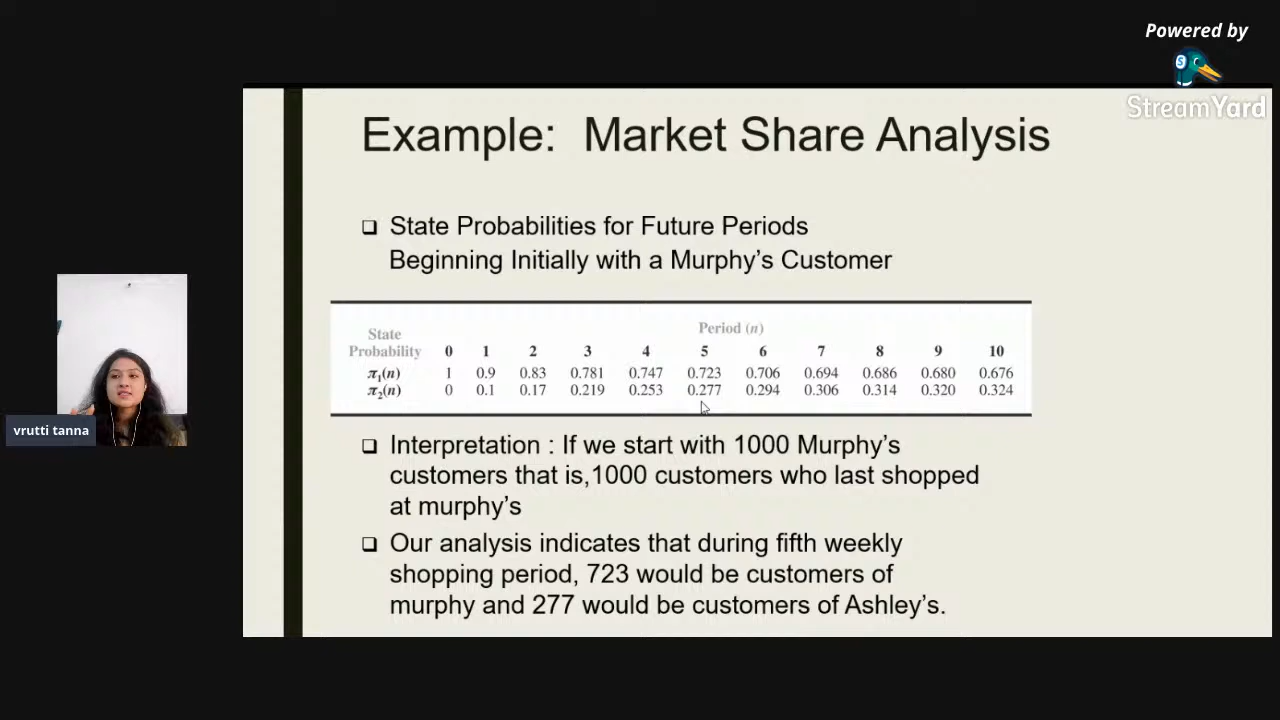 Powered by
StreamYard
Example: Market Share Analysis
State Probabilities for Future Periods
Beginning Initially with a Murphy's Customer
State
Probability
Period (n)
0 1 2 3 4 5 6 7 8 9 10
π₁(n) 1 0.9 0.83 0.781 0.747 0.723 0.706 0.694 0.686 0.680 0.676
π₂(n) 0 0.1 0.17 0.219 0.253 0.277 0.294 0.306 0.314 0.320 0.324
Interpretation : If we start with 1000 Murphy's
customers that is,1000 customers who last shopped
at murphy's
Our analysis indicates that during fifth weekly
shopping period, 723 would be customers of
murphy and 277 would be customers of Ashley's.
vrutti tanna